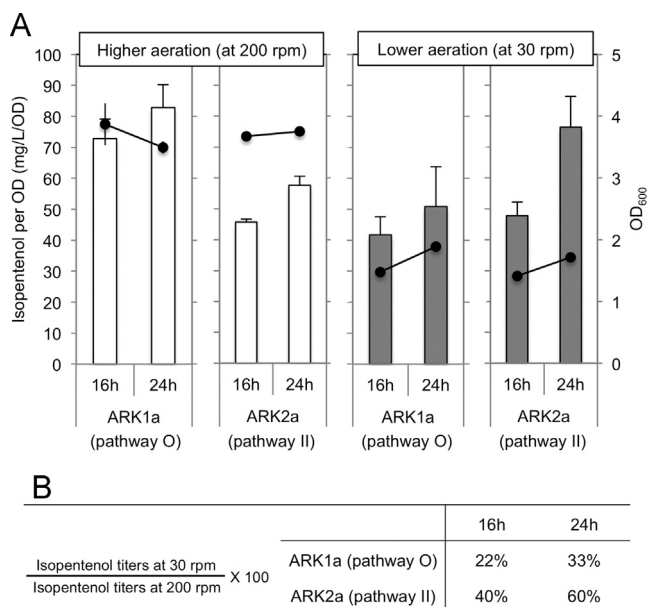 A
Higher aeration (at 200 rpm)
Lower aeration (at 30 rpm)
Isopentenol per OD (mg/L/OD)
100
90
80
70
60
50
40
30
20
10
0
5
4
3
2
1
0
OD600
16h 24h 16h 24h 16h 24h 16h 24h
ARK1a ARK2a ARK1a ARK2a
(pathway O) (pathway II) (pathway O) (pathway II)
B
16h 24h
Isopentenol titers at 30 rpm
Isopentenol titers at 200 rpm
X 100
ARK1a (pathway O) 22% 33%
ARK2a (pathway II) 40% 60%